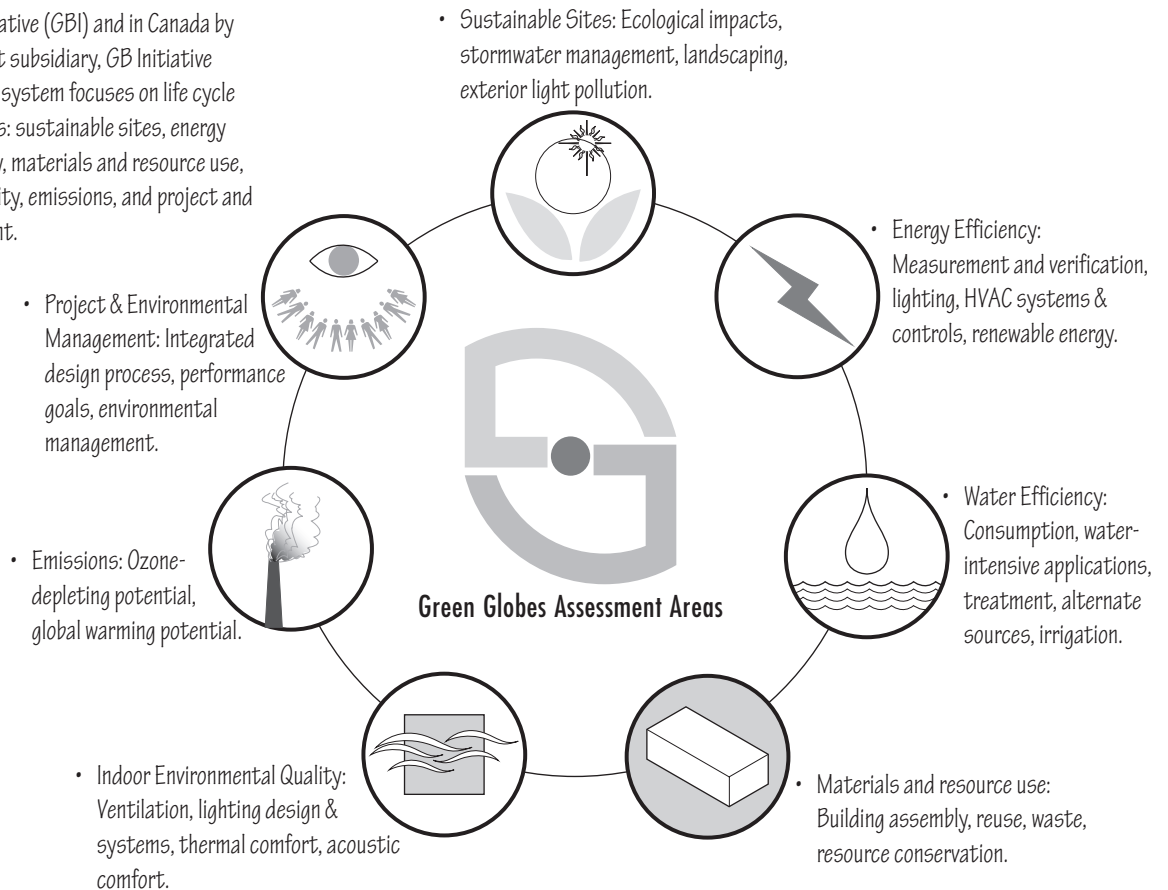 ative (GBI) and in Canada by
t subsidiary, GB Initiative
system focuses on life cycle
s: sustainable sites, energy
y, materials and resource use,
ity, emissions, and project and
nt.
• Sustainable Sites: Ecological impacts,
stormwater management, landscaping,
exterior light pollution.
• Energy Efficiency:
Measurement and verification,
lighting, HVAC systems &
controls, renewable energy.
• Water Efficiency:
Consumption, water-
intensive applications,
treatment, alternate
sources, irrigation.
• Materials and resource use:
Building assembly, reuse, waste,
resource conservation.
• Indoor Environmental Quality:
Ventilation, lighting design &
systems, thermal comfort, acoustic
comfort.
• Emissions: Ozone-
depleting potential,
global warming potential.
• Project & Environmental
Management: Integrated
design process, performance
goals, environmental
management.
Green Globes Assessment Areas